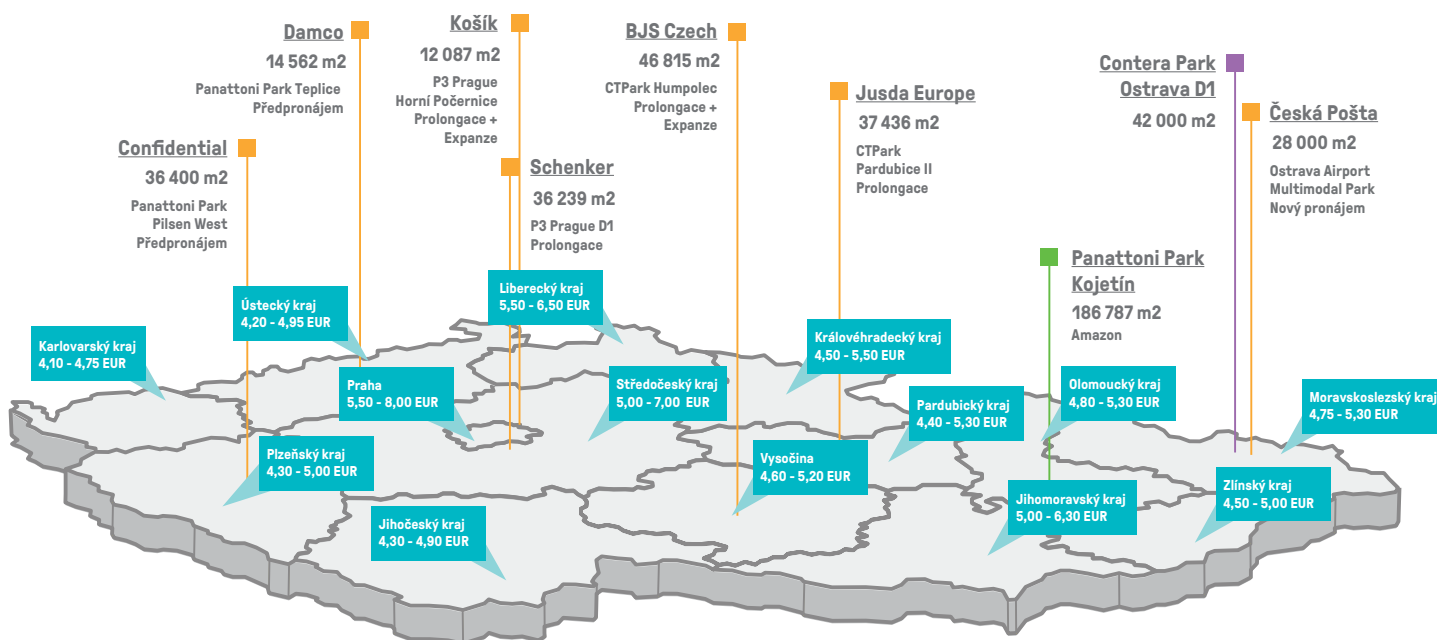 Damco
14 562 m2
Panattoni Park Teplice
Předpronájem
Košík
12 087 m2
P3 Prague
Horní Počernice
Prolongace +
Expanze
BJS Czech
46 815 m2
CTPark Humpolec
Prolongace +
Expanze
Contera Park
Ostrava D1
42 000 m2
Jusda Europe
37 436 m2
CTPark
Pardubice II
Prolongace
Česká Pošta
28 000 m2
Ostrava Airport
Multimodal Park
Nový pronájem
Confidential
36 400 m2
Panattoni Park
Pilsen West
Předpronájem
Schenker
36 239 m2
P3 Prague D1
Prolongace
Panattoni Park
Kojetín
186 787 m2
Amazon
Liberecký kraj
5,50 - 6,50 EUR
Ústecký kraj
4,20 - 4,95 EUR
Karlovarský kraj
4,10 - 4,75 EUR
Královéhradecký kraj
4,50 - 5,50 EUR
Praha
5,50 - 8,00 EUR
Středočeský kraj
5,00 - 7,00 EUR
Olomoucký kraj
4,80 - 5,30 EUR
Moravskoslezský kraj
4,75 - 5,30 EUR
Pardubický kraj
4,40 - 5,30 EUR
Plzeňský kraj
4,30 - 5,00 EUR
Vysočina
4,60 - 5,20 EUR
Zlínský kraj
4,50 - 5,00 EUR
Jihomoravský kraj
5,00 - 6,30 EUR
Jihočeský kraj
4,30 - 4,90 EUR